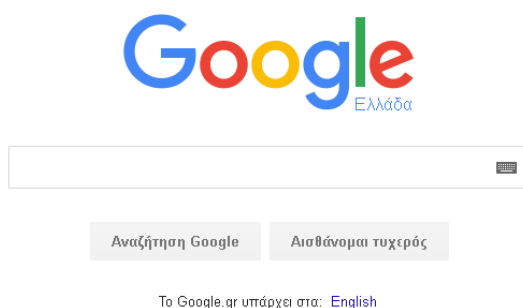 Google
Ελλάδα
Αναζήτηση Google
Αισθάνομαι τυχερός
Το Google.gr υπάρχει στα: English